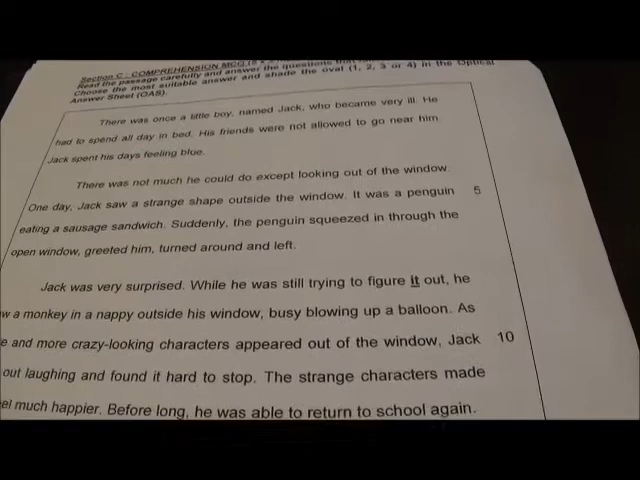 Section C : COMPREHENSION MCQ
Read the passage carefully and answer the questions that
Choose the most suitable answer and shade the oval (1, 2, 3 or 4) in the Optical
Answer Sheet (OAS).
There was once a little boy, named Jack, who became very ill. He
had to spend all day in bed. His friends were not allowed to go near him
Jack spent his days feeling blue.
There was not much he could do except looking out of the window.
One day, Jack saw a strange shape outside the window. It was a penguin 5
eating a sausage sandwich. Suddenly, the penguin squeezed in through the
open window, greeted him, turned around and left.
Jack was very surprised. While he was still trying to figure it out, he
w a monkey in a nappy outside his window, busy blowing up a balloon. As
e and more crazy-looking characters appeared out of the window, Jack 10
out laughing and found it hard to stop. The strange characters made
el much happier. Before long, he was able to return to school again.